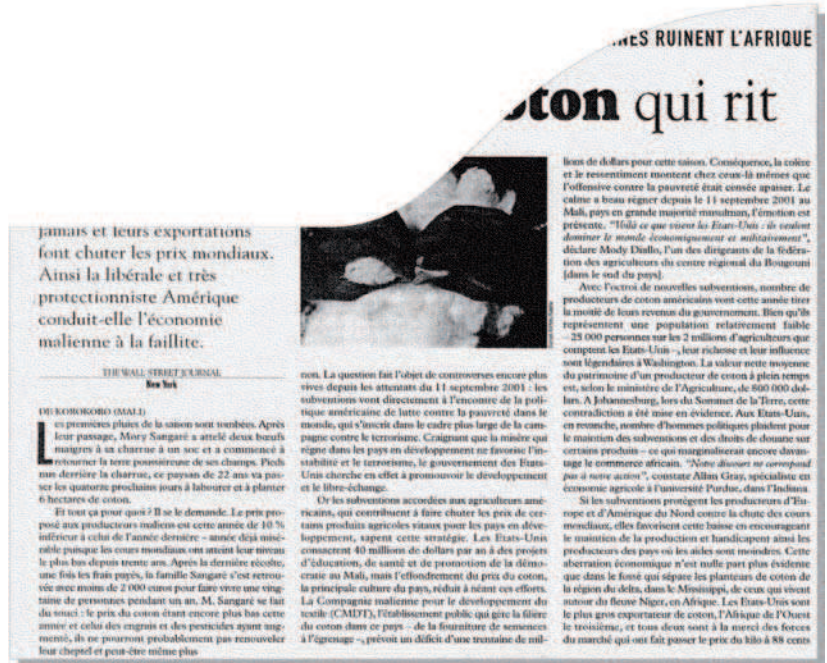 NES RUINENT L'AFRIQUE
oton qui rit
jamais et leurs exportations
font chuter les prix mondiaux.
Ainsi la libérale et très
protectionniste Amérique
conduit-elle l'économie
malienne à la faillite.
THE WALL STREET JOURNAL
New York
DE KOROKORO (MALI)
Les premières pluies de la saison sont tombées. Après
leur passage, Mory Sangaré a attelé deux bœufs
maigres à sa charrue à un soc et a commencé à
retourner la terre poussiéreuse de ses champs. Pieds
nus derrière la charrue, ce paysan de 22 ans va pas-
ser les quatorze prochains jours à labourer et à planter
6 hectares de coton.
Et tout ça pour quoi ? Il se le demande. Le prix pro-
posé aux producteurs maliens est cette année de 10 %
inférieur à celui de l'année dernière – année déjà misé-
rable puisque les cours mondiaux ont atteint leur niveau
le plus bas depuis trente ans. Après la dernière récolte,
une fois les frais payés, la famille Sangaré s'est retrou-
vée avec moins de 2 000 euros pour faire vivre une ving-
taine de personnes pendant un an. M. Sangaré se fait
du souci : le prix du coton étant encore plus bas cette
année et celui des engrais et des pesticides ayant aug-
menté, ils ne pourront probablement pas renouveler
leur cheptel et peut-être même plus
non. La question fait l'objet de controverses encore plus
vives depuis les attentats du 11 septembre 2001 : les
subventions vont directement à l'encontre de la poli-
tique américaine de lutte contre la pauvreté dans le
monde, qui s'inscrit dans le cadre plus large de la cam-
pagne contre le terrorisme. Craignant que la misère qui
règne dans les pays en développement ne favorise l'in-
stabilité et le terrorisme, le gouvernement des Etats-
Unis cherche en effet à promouvoir le développement
et le libre-échange.
Or les subventions accordées aux agriculteurs amé-
ricains, qui contribuent à faire chuter le prix de cer-
tains produits agricoles vitaux pour les pays en déve-
loppement, sapent cette stratégie. Les Etats-Unis
consacrent 40 millions de dollars par an à des projets
d'éducation, de santé et de promotion de la démo-
cratie au Mali, mais l'effondrement du prix du coton,
la principale culture du pays, réduit à néant ces efforts.
La Compagnie malienne pour le développement du
textile (CMDT), l'établissement public qui gère la filière
du coton dans ce pays – de la fourniture de semences
à l'égrenage –, prévoit un déficit d'une trentaine de mil-
lions de dollars pour cette saison. Conséquence, la colère
et le ressentiment montent chez ceux-là mêmes que
l'offensive contre la pauvreté était censée apaiser. Le
calme a beau régner depuis le 11 septembre 2001 au
Mali, pays en grande majorité musulman, l'émotion est
présente. "Voilà ce que visent les Etats-Unis : ils veulent
dominer le monde économiquement et militairement",
déclare Mody Diallo, l'un des dirigeants de la fédéra-
tion des agriculteurs du centre régional du Bougouni
[dans le sud du pays].
Avec l'octroi de nouvelles subventions, nombre de
producteurs de coton américains vont cette année tirer
la moitié de leurs revenus du gouvernement. Bien qu'ils
représentent une population relativement faible
– 25 000 personnes sur les 2 millions d'agriculteurs que
comptent les Etats-Unis –, leur richesse et leur influence
sont légendaires à Washington. La valeur nette moyenne
du patrimoine d'un producteur de coton à plein temps
est, selon le ministère de l'Agriculture, de 800 000 dol-
lars. A Johannesburg, lors du Sommet de la Terre, cette
contradiction a été mise en évidence. Aux Etats-Unis,
en revanche, nombre d'hommes politiques plaident pour
le maintien des subventions et des droits de douane sur
certains produits – ce qui marginaliserait encore davan-
tage le commerce africain. "Notre discours ne correspond
pas à notre action", constate Allan Gray, spécialiste en
économie agricole à l'université Purdue, dans l'Indiana.
Si les subventions protègent les producteurs d'Eu-
rope et d'Amérique du Nord contre la chute des cours
mondiaux, elles favorisent cette baisse en encourageant
le maintien de la production et handicapent ainsi les
producteurs des pays où les aides sont moindres. Cette
aberration économique n'est nulle part plus évidente
que dans le fossé qui sépare les planteurs de coton de
la région du delta, dans le Mississippi, de ceux qui vivent
autour du fleuve Niger, en Afrique. Les Etats-Unis sont
le plus gros exportateur de coton, l'Afrique de l'Ouest
le troisième, et tous deux sont à la merci des forces
du marché qui ont fait passer le prix du kilo à 88 cents